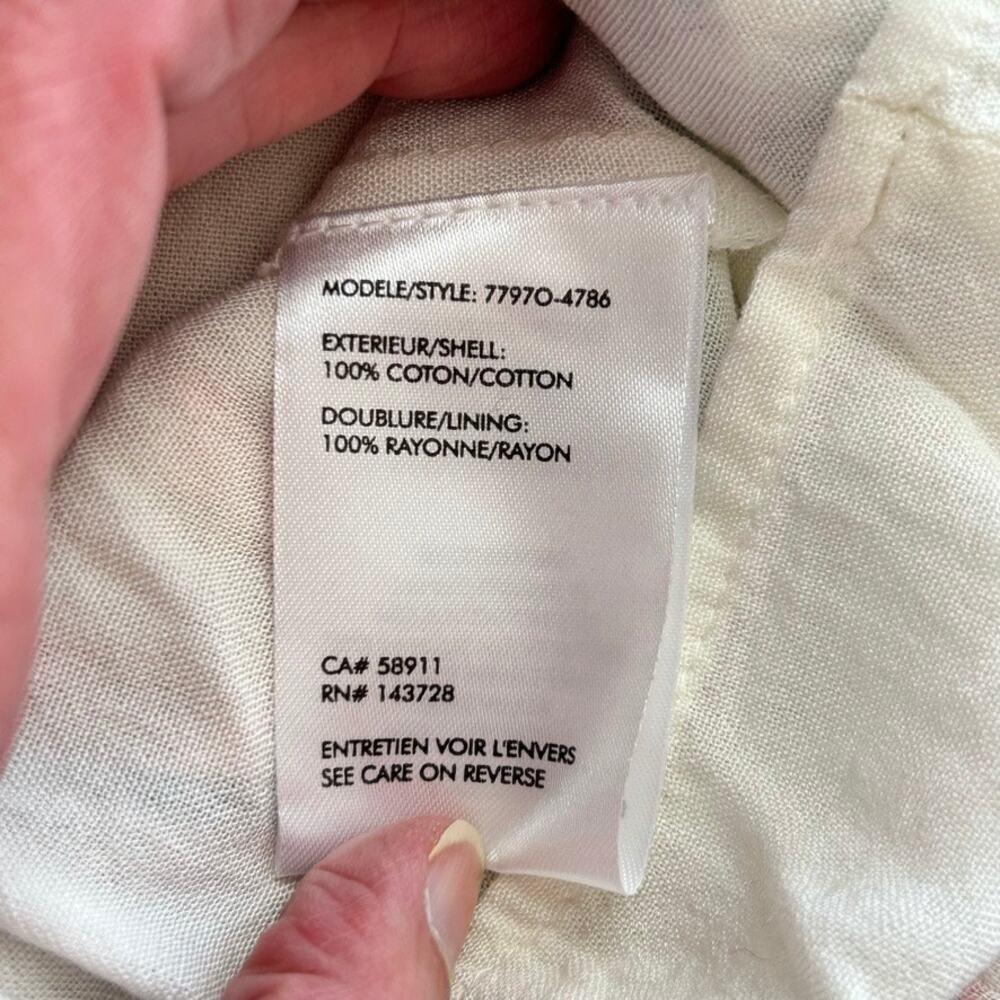 MODELE/STYLE: 7797O-4786
EXTERIEUR/SHELL:
100% COTON/COTTON
DOUBLURE/LINING:
100% RAYONNE/RAYON
CA# 58911
RN# 143728
ENTRETIEN VOIR L'ENVERS
SEE CARE ON REVERSE